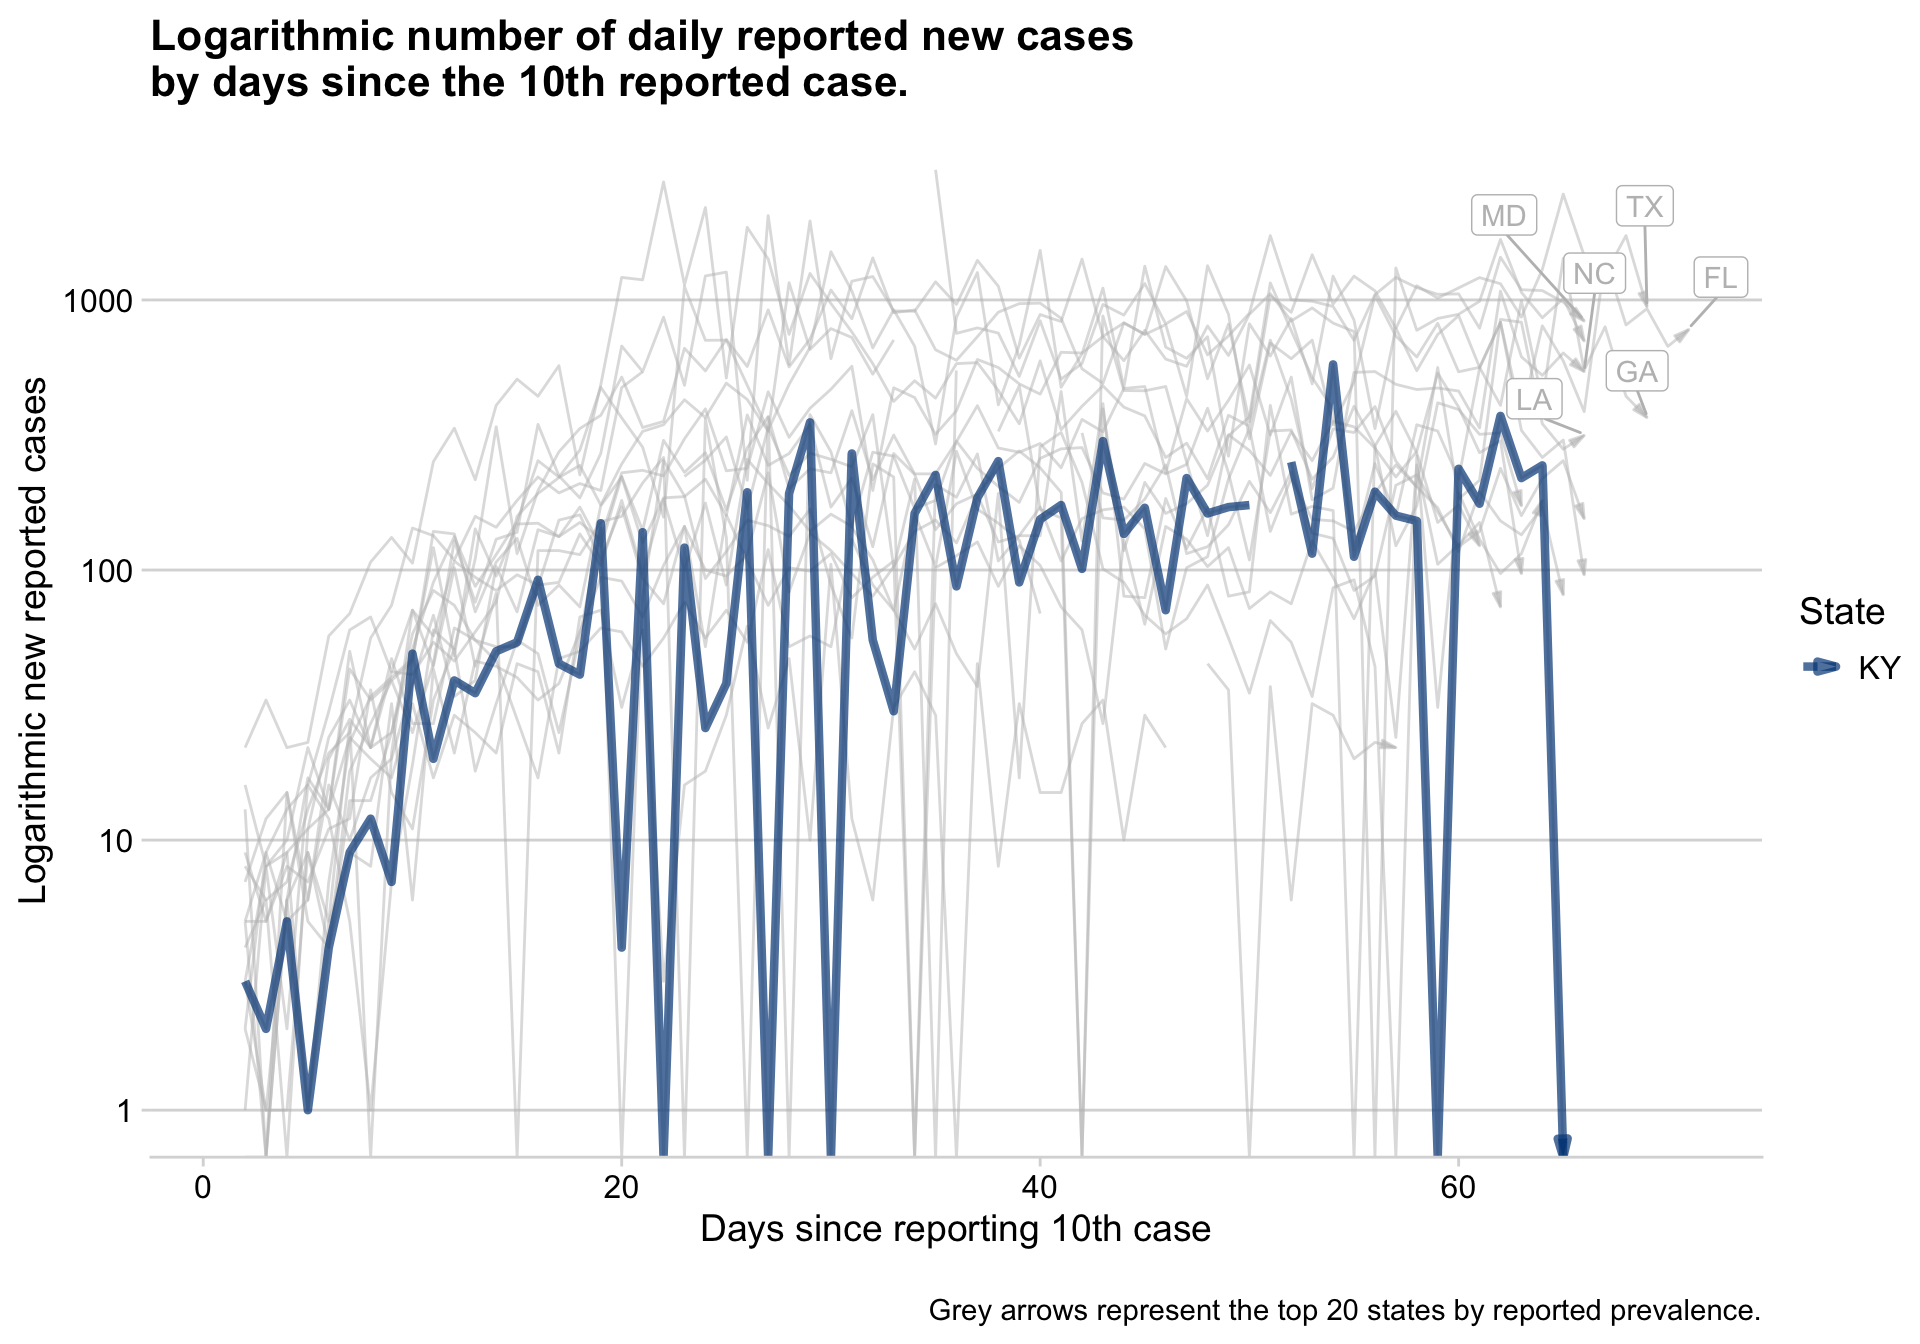 Logarithmic number of daily reported new cases
by days since the 10th reported case.
MD
TX
NC
FL
GA
LA
1000
100
10
1
Logarithmic new reported cases
0
20
40
60
Days since reporting 10th case
State
KY
Grey arrows represent the top 20 states by reported prevalence.